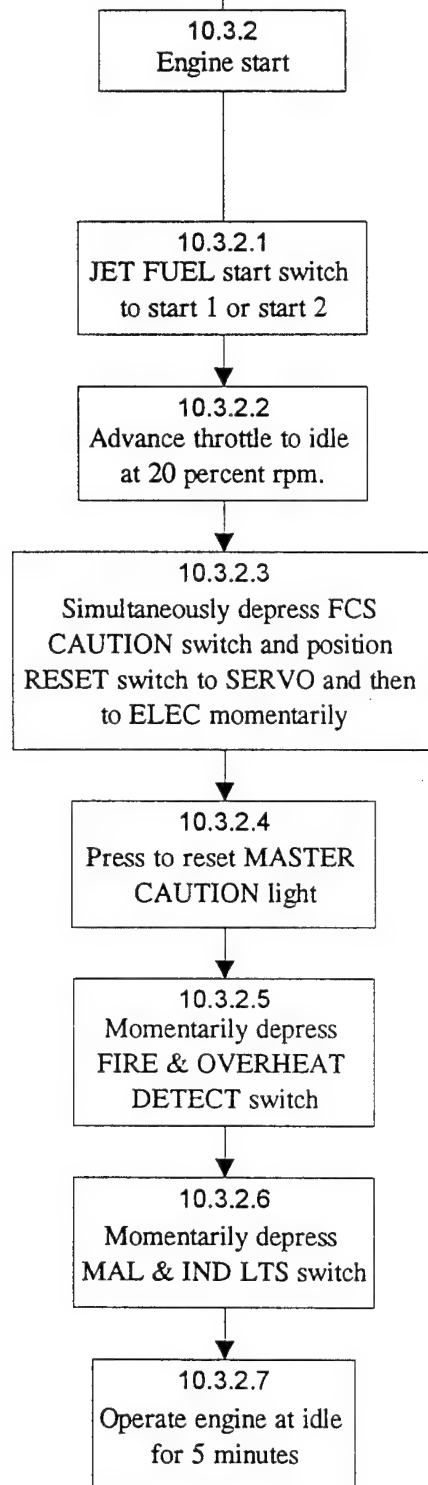 10.3.2
Engine start
10.3.2.1
JET FUEL start switch
to start 1 or start 2
10.3.2.2
Advance throttle to idle
at 20 percent rpm.
10.3.2.3
Simultaneously depress FCS
CAUTION switch and position
RESET switch to SERVO and then
to ELEC momentarily
10.3.2.4
Press to reset MASTER
CAUTION light
10.3.2.5
Momentarily depress
FIRE & OVERHEAT
DETECT switch
10.3.2.6
Momentarily depress
MAL & IND LTS switch
10.3.2.7
Operate engine at idle
for 5 minutes